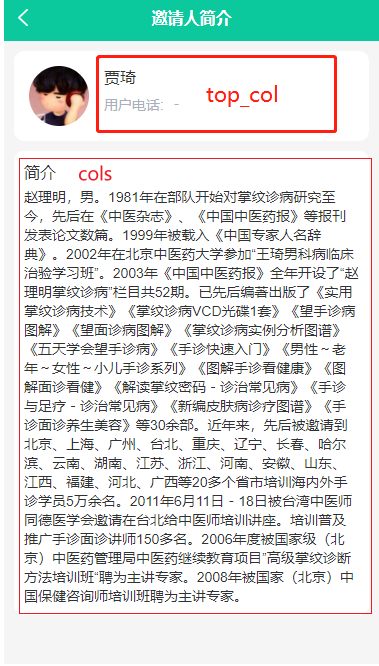 邀请人简介
贾琦
用户电话: -
top_col
简介
cols
赵理明，男。1981年在部队开始对掌纹诊病研究至
今，先后在《中医杂志》、《中国中医药报》等报刊
发表论文数篇。1999年被载入《中国专家人名辞
典》。2002年在北京中医药大学参加“王琦男科病临床
治验学习班”。2003年《中国中医药报》全年开设了“赵
理明掌纹诊病”栏目共52期。已先后编著出版了《实用
掌纹诊病技术》《掌纹诊病VCD光碟1套》《望手诊病
图解》《望面诊病图解》《掌纹诊病实例分析图谱》
《五天学会望手诊病》《手诊快速入门》《男性～老
年～女性～小儿手诊系列》《图解手诊看健康》《图
解面诊看健》《解读掌纹密码－诊治常见病》《手诊
与足疗－诊治常见病》《新编皮肤病诊疗图谱》《手
诊面诊养生美容》等30余部。近年来，先后被邀请到
北京、上海、广州、台北、重庆、辽宁、长春、哈尔
滨、云南、湖南、江苏、浙江、河南、安徽、山东、
江西、福建、河北、广西等20多个省市培训海内外手
诊学员5万余名。2011年6月11日－18日被台湾中医师
同德医学会邀请在台北给中医师培训讲座。培训普及
推广手诊面诊讲师150多名。2006年度被国家级（北
京）中医药管理局中医药继续教育项目”高级掌纹诊断
方法培训班“聘为主讲专家。2008年被国家（北京）中
国保健咨询师培训班聘为主讲专家。